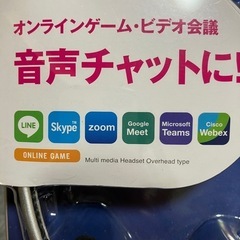 オンラインゲーム・ビデオ会議
音声チャットに!
LINE
skype
zoom
Google Meet
Microsoft Teams
Cisco Webex
ONLINE GAME
Multi media Headset Overhead type